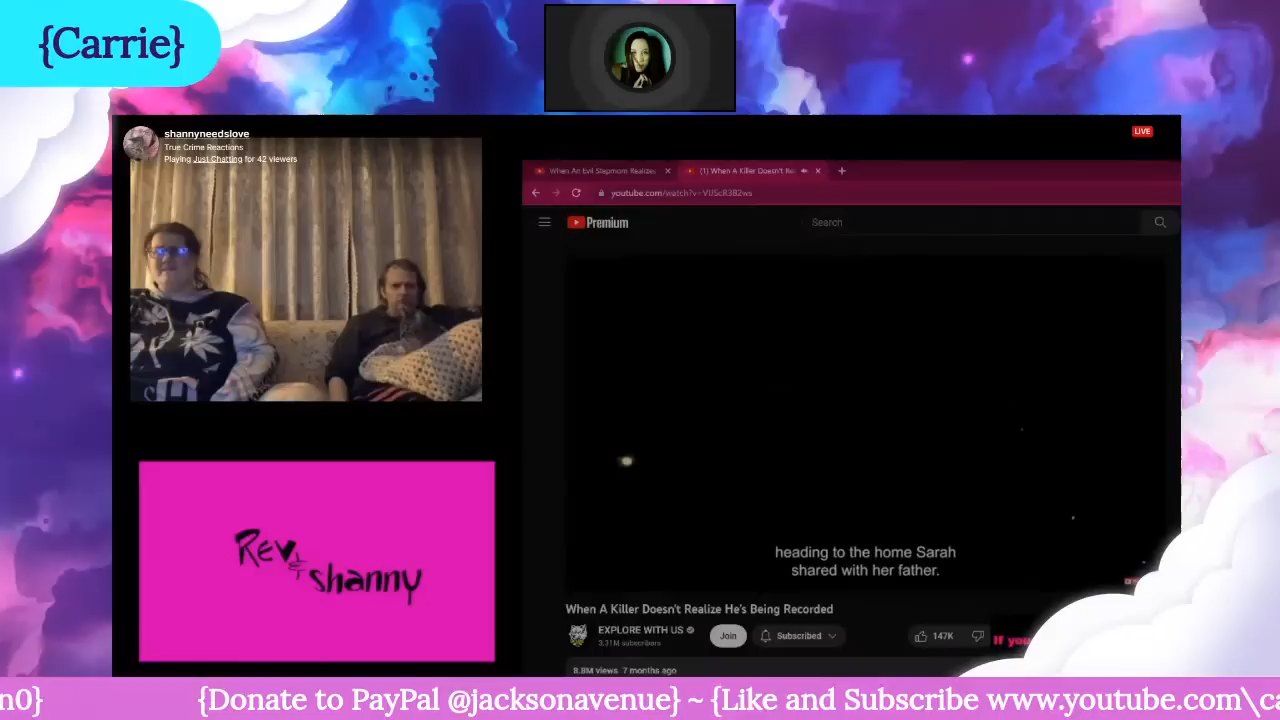 {Carrie}
shannyneedslove
True Crime Reactions
Playing Just Chatting for 42 viewers
LIVE
When An Evil Stepmom Realizes
(1) When A Killer Doesn't Re
youtube.com/watch?v=
Premium
Search
heading to the home Sarah
shared with her father.
Rev & shanny
When A Killer Doesn't Realize He's Being Recorded
EXPLORE WITH US
3.31M subscribers
Join
Subscribed
147K
If you
8.8M views 7 months ago
n0} {Donate to PayPal @jacksonavenue} ~ {Like and Subscribe www.youtube.com\ca